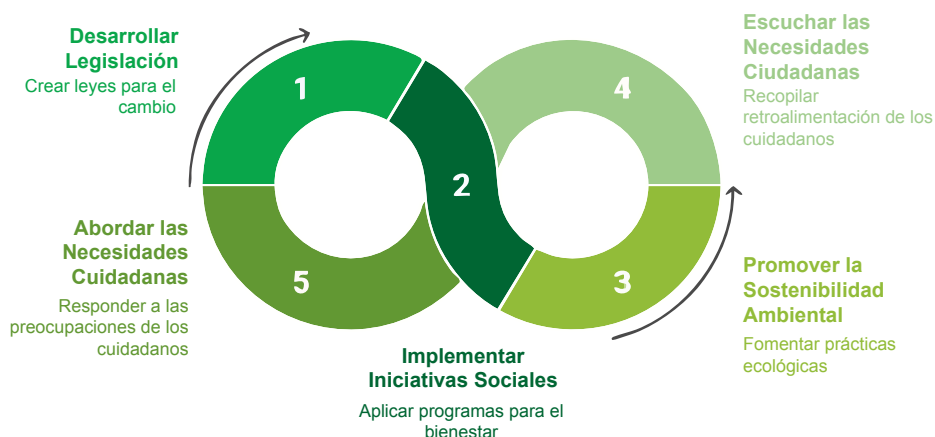 Desarrollar
Legislación
Crear leyes para el
cambio
1
2
Implementar
Iniciativas Sociales
Aplicar programas para el
bienestar
3
Promover la
Sostenibilidad
Ambiental
Fomentar prácticas
ecológicas
4
Escuchar las
Necesidades
Ciudadanas
Recopilar
retroalimentación de los
cuidadanos
5
Abordar las
Necesidades
Cuidadanas
Responder a las
preocupaciones de los
cuidadanos